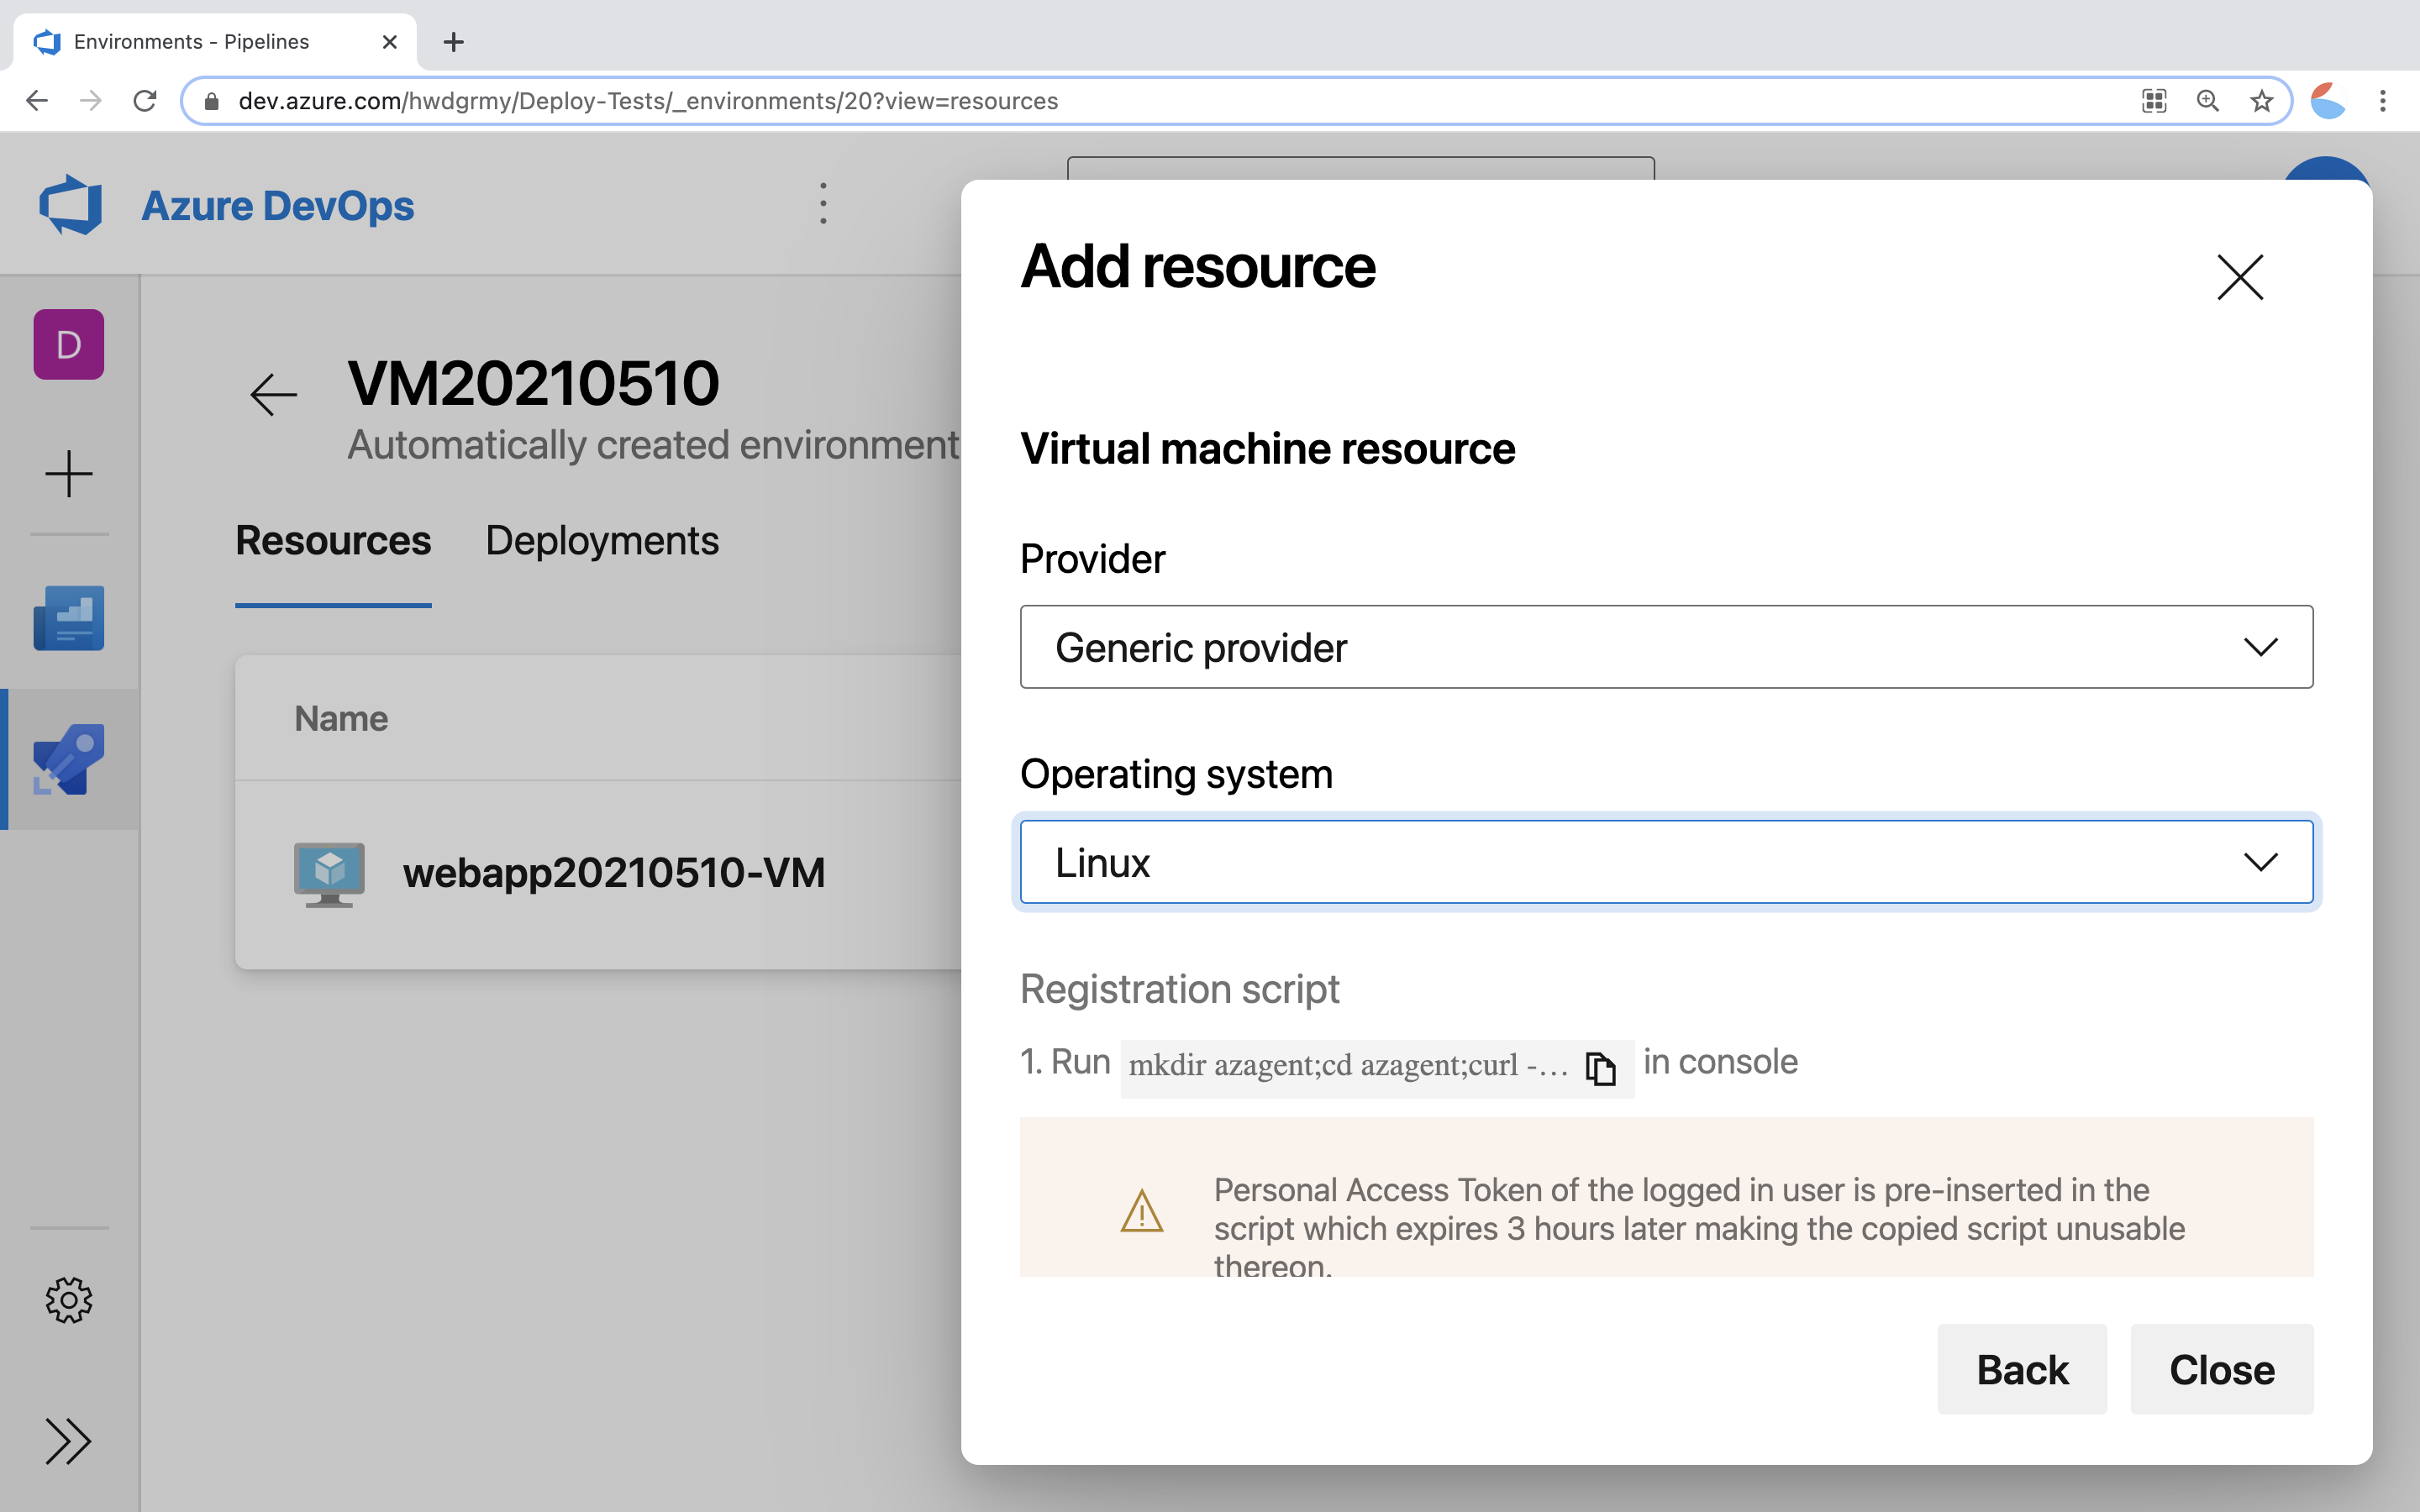 Environments - Pipelines
dev.azure.com/hwdgrmy/Deploy-Tests/_environments/20?view=resources
Azure DevOps
D
VM20210510
Automatically created environment
Resources Deployments
Name
webapp20210510-VM
Add resource
Virtual machine resource
Provider
Generic provider
Operating system
Linux
Registration script
1. Run mkdir azagent;cd azagent;curl -... in console
Personal Access Token of the logged in user is pre-inserted in the
script which expires 3 hours later making the copied script unusable
thereon.
Back Close